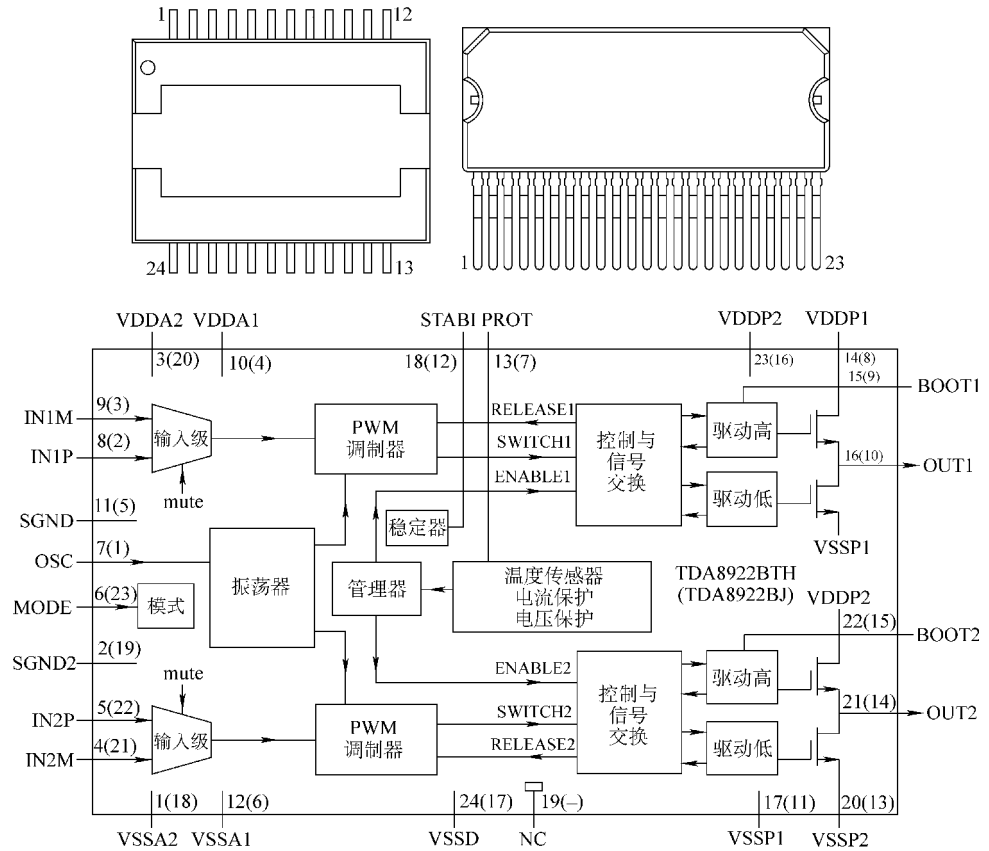 1 12
24 13
1 23
VDDA2 VDDA1 STABI PROT VDDP2 VDDP1
3(20) 10(4) 18(12) 13(7) 23(16) 14(8)
15(9) BOOT1
IN1M 9(3)
IN1P 8(2)
输入级
mute
PWM
调制器
RELEASE1
SWITCH1
ENABLE1
控制与
信号
交换
驱动高
驱动低
16(10) OUT1
VSSP1
SGND 11(5)
OSC 7(1)
MODE 6(23)
模式
振荡器
稳定器
管理器
温度传感器
电流保护
电压保护
TDA8922BTH
(TDA8922BJ)
VDDP2
22(15) BOOT2
SGND2 2(19)
mute
IN2P 5(22)
IN2M 4(21)
输入级
PWM
调制器
ENABLE2
SWITCH2
RELEASE2
控制与
信号
交换
驱动高
驱动低
21(14) OUT2
1(18) 12(6) 24(17) 19(–) 17(11) 20(13)
VSSA2 VSSA1 VSSD NC VSSP1 VSSP2